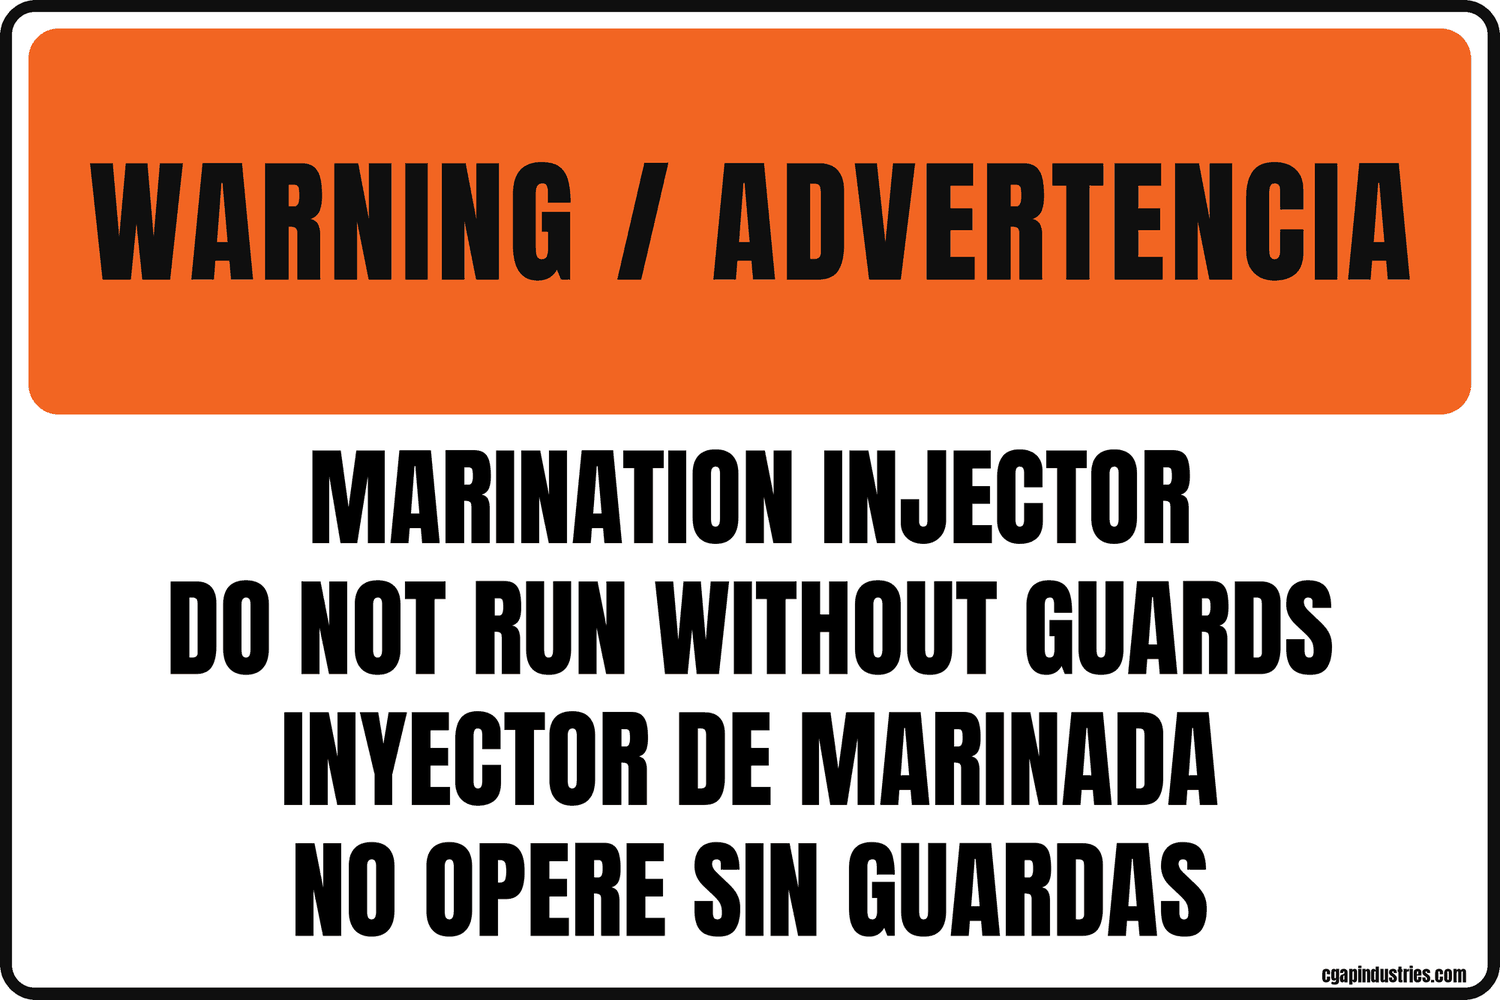 WARNING / ADVERTENCIA
MARINATION INJECTOR
DO NOT RUN WITHOUT GUARDS
INYECTOR DE MARINADA
NO OPERE SIN GUARDAS
cgapindustries.com